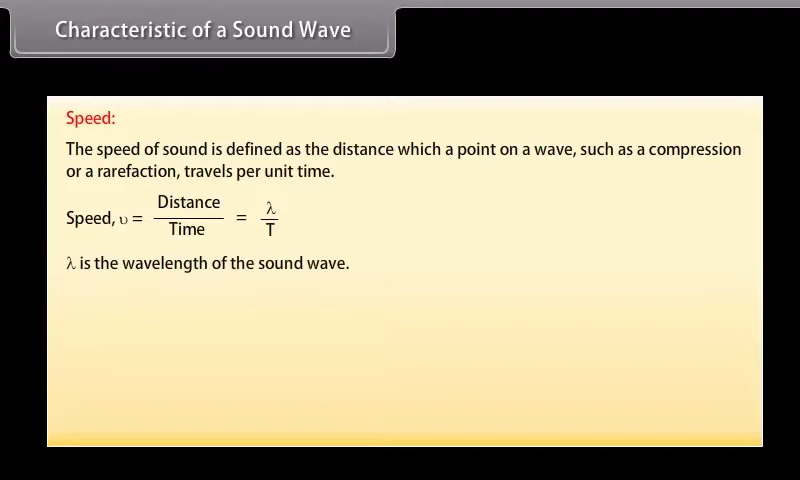 Characteristic of a Sound Wave
Speed:
The speed of sound is defined as the distance which a point on a wave, such as a compression
or a rarefaction, travels per unit time.
Speed, υ = Distance / Time = λ / T
λ is the wavelength of the sound wave.